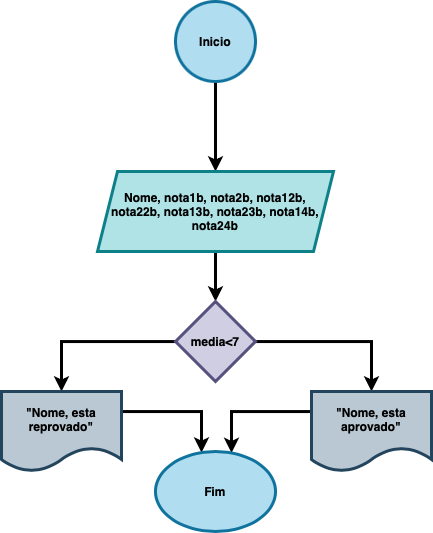 Inicio
Nome, nota1b, nota2b, nota12b,
nota22b, nota13b, nota23b, nota14b,
nota24b
media<7
"Nome, esta
reprovado"
"Nome, esta
aprovado"
Fim